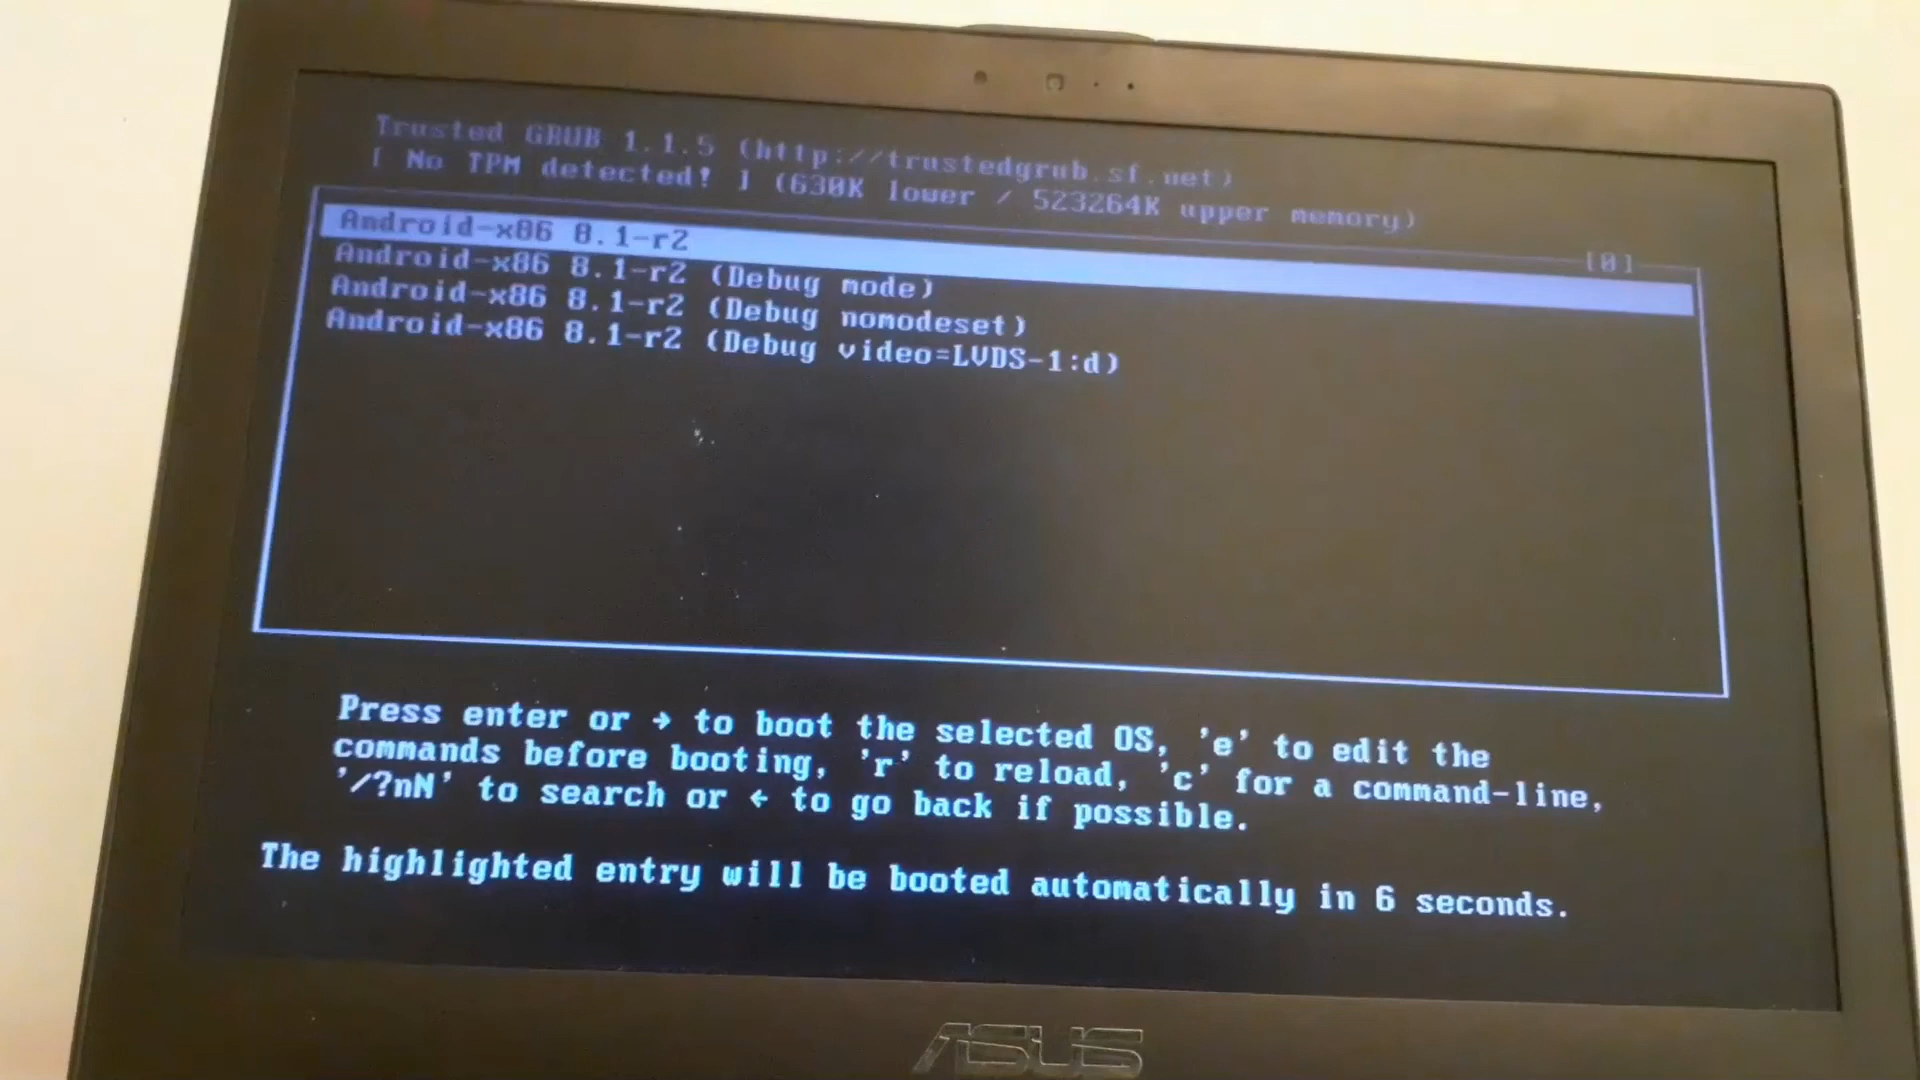 Trusted GRUB 1.1.5 (http://trustedgrub.sf.net)
[ No TPM detected! ] (630K lower / 523264K upper memory)
[0]
Android-x86 8.1-r2
Android-x86 8.1-r2 (Debug mode)
Android-x86 8.1-r2 (Debug nomodeset)
Android-x86 8.1-r2 (Debug video=LVDS-1:d)
Press enter or → to boot the selected OS, 'e' to edit the
commands before booting, 'r' to reload, 'c' for a command-line,
'/?nN' to search or ← to go back if possible.
The highlighted entry will be booted automatically in 6 seconds.
ASUS